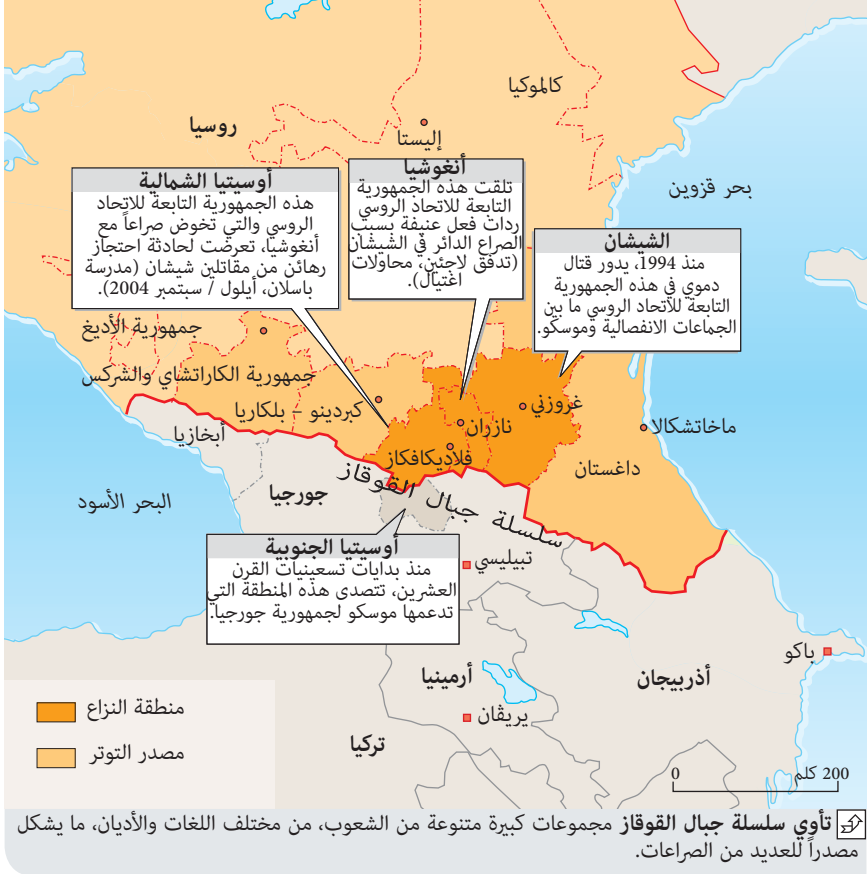 كالموكيا
روسيا
إليستا
بحر قزوين
أوسيتيا الشمالية
هذه الجمهورية التابعة للاتحاد
الروسي والتي تخوض صراعاً مع
أنغوشيا، تعرضت لحادثة احتجاز
رهائن من مقاتلين شيشان (مدرسة
باسلان، أيلول / سبتمبر 2004).
أنغوشيا
تلقت هذه الجمهورية
التابعة للاتحاد الروسي
ردات فعل عنيفة بسبب
الصراع الدائر في الشيشان
(تدفق لاجئين، محاولات
اغتيال).
الشيشان
منذ 1994، يدور قتال
دموي في هذه الجمهورية
التابعة للاتحاد الروسي ما بين
الجماعات الانفصالية وموسكو.
جمهورية الأديغ
جمهورية الكاراتشاي والشركس
كبردينو – بلكاريا
أبخازيا
غروزني
نازران
فلاديكافكاز
ماخاتشكالا
داغستان
سلسلة جبال القوقاز
جورجيا
البحر الأسود
أوسيتيا الجنوبية
منذ بدايات تسعينيات القرن
العشرين، تتصدى هذه المنطقة التي
تدعمها موسكو لجمهورية جورجيا.
تبيليسي
باكو
أرمينيا
أذربيجان
يريڤان
تركيا
منطقة النزاع
مصدر التوتر
0
200 كلم
تأوي سلسلة جبال القوقاز مجموعات كبيرة متنوعة من الشعوب، من مختلف اللغات والأديان، ما يشكل
مصدراً للعديد من الصراعات.